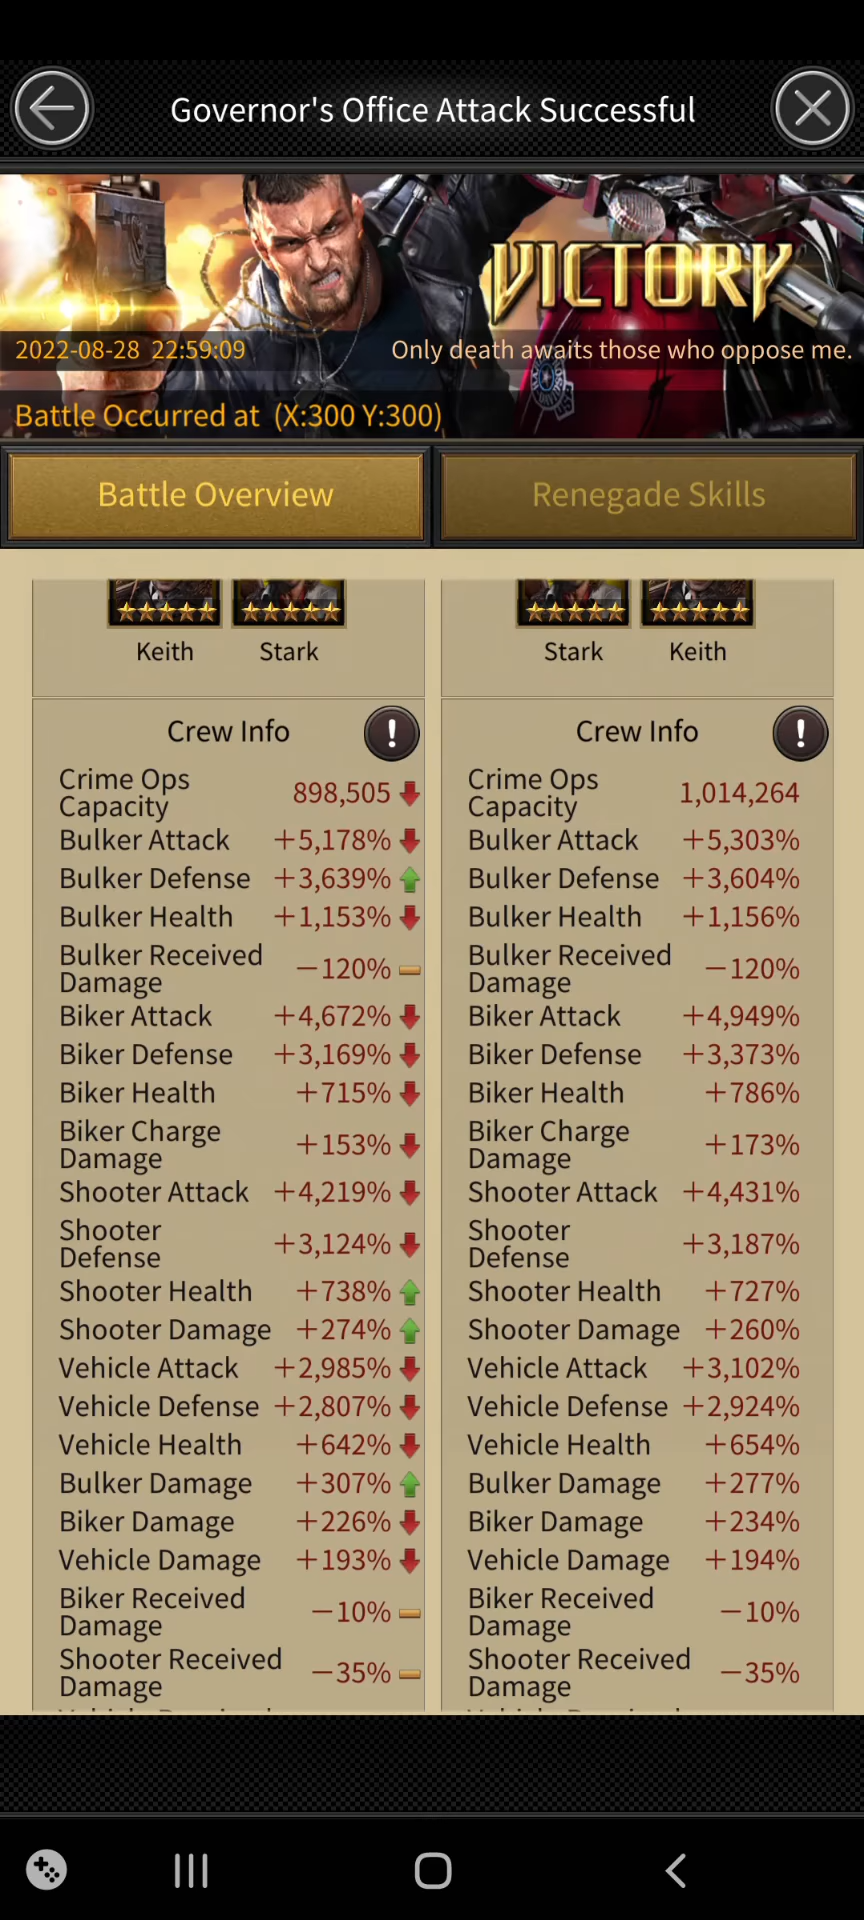 Governor's Office Attack Successful
VICTORY
2022-08-28 22:59:09
Only death awaits those who oppose me.
Battle Occurred at (X:300 Y:300)
Battle Overview
Renegade Skills
Keith
Stark
Stark
Keith
Crew Info
!
Crime Ops
Capacity
898,505
Bulker Attack +5,178%
Bulker Defense +3,639%
Bulker Health +1,153%
Bulker Received
Damage
−120%
Biker Attack +4,672%
Biker Defense +3,169%
Biker Health +715%
Biker Charge
Damage
+153%
Shooter Attack +4,219%
Shooter
Defense
+3,124%
Shooter Health +738%
Shooter Damage +274%
Vehicle Attack +2,985%
Vehicle Defense +2,807%
Vehicle Health +642%
Bulker Damage +307%
Biker Damage +226%
Vehicle Damage +193%
Biker Received
Damage
−10%
Shooter Received
Damage
−35%
Crew Info
!
Crime Ops
Capacity
1,014,264
Bulker Attack +5,303%
Bulker Defense +3,604%
Bulker Health +1,156%
Bulker Received
Damage
−120%
Biker Attack +4,949%
Biker Defense +3,373%
Biker Health +786%
Biker Charge
Damage
+173%
Shooter Attack +4,431%
Shooter
Defense
+3,187%
Shooter Health +727%
Shooter Damage +260%
Vehicle Attack +3,102%
Vehicle Defense +2,924%
Vehicle Health +654%
Bulker Damage +277%
Biker Damage +234%
Vehicle Damage +194%
Biker Received
Damage
−10%
Shooter Received
Damage
−35%